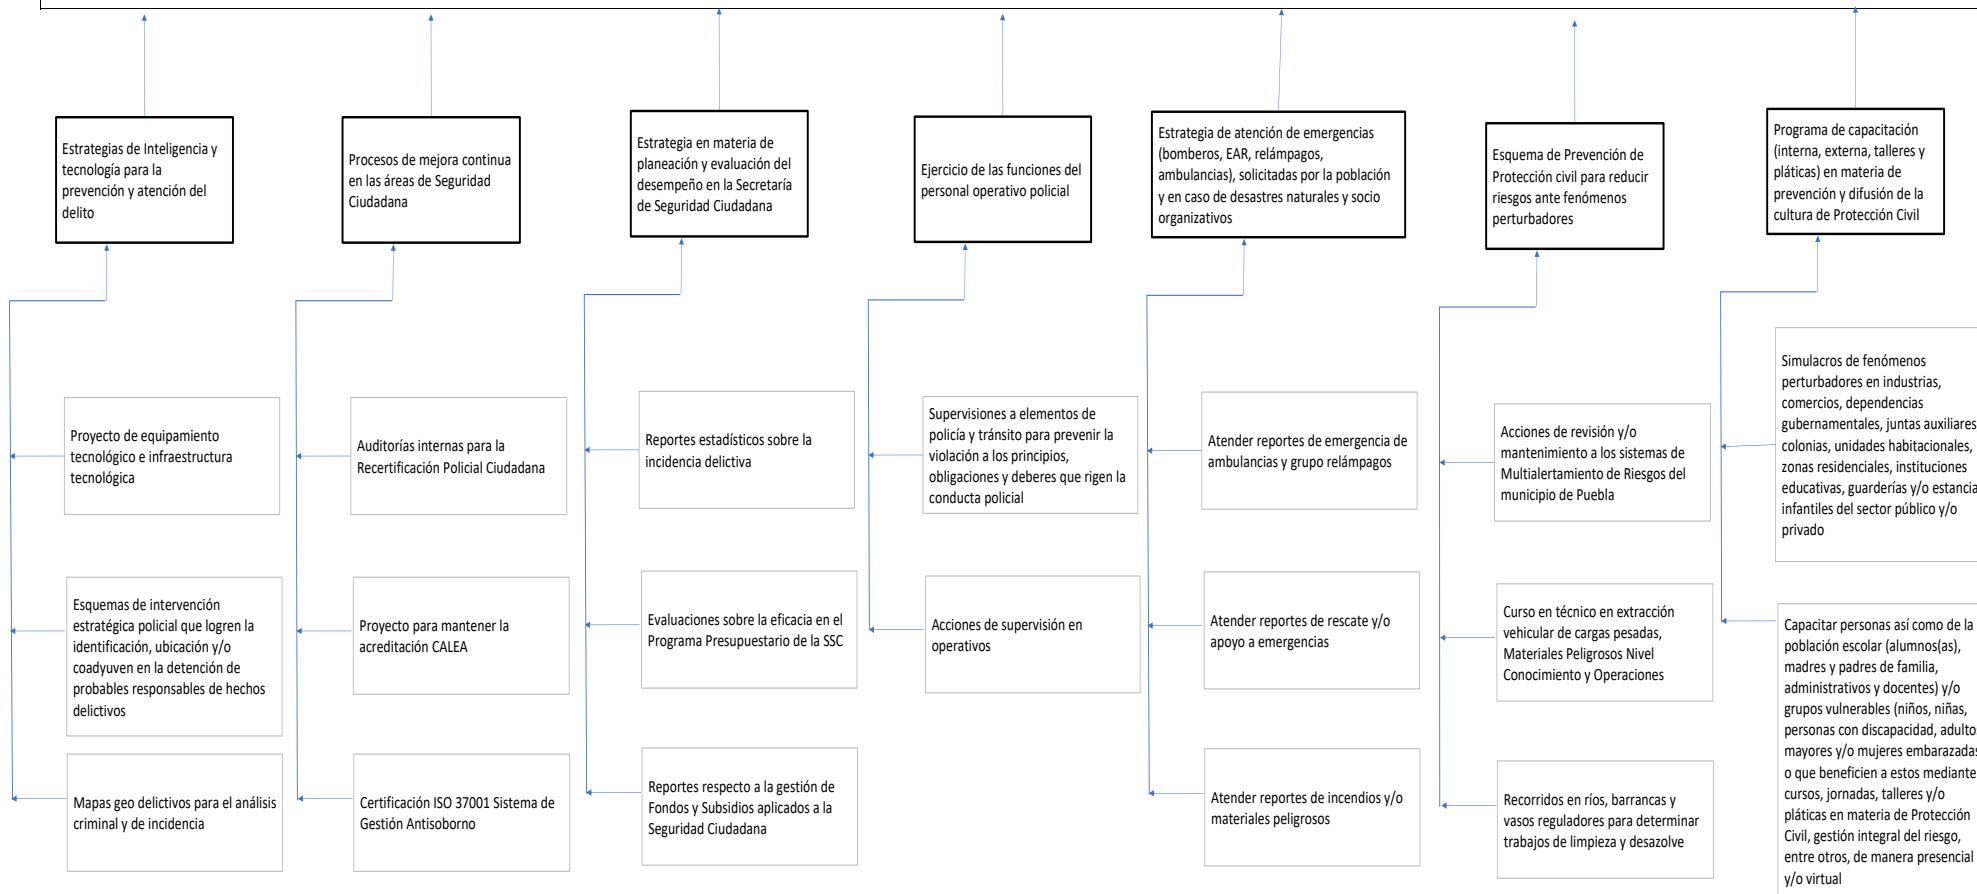 Estrategias de Inteligencia y
tecnología para la
prevención y atención del
delito
Procesos de mejora continua
en las áreas de Seguridad
Ciudadana
Estrategia en materia de
planeación y evaluación del
desempeño en la Secretaría
de Seguridad Ciudadana
Ejercicio de las funciones del
personal operativo policial
Estrategia de atención de emergencias
(bomberos, EAR, relámpagos,
ambulancias), solicitadas por la población
y en caso de desastres naturales y socio
organizativos
Esquema de Prevención de
Protección civil para reducir
riesgos ante fenómenos
perturbadores
Programa de capacitación
(interna, externa, talleres y
pláticas) en materia de
prevención y difusión de la
cultura de Protección Civil
Proyecto de equipamiento
tecnológico e infraestructura
tecnológica
Auditorías internas para la
Recertificación Policial Ciudadana
Reportes estadísticos sobre la
incidencia delictiva
Supervisiones a elementos de
policía y tránsito para prevenir la
violación a los principios,
obligaciones y deberes que rigen la
conducta policial
Atender reportes de emergencia de
ambulancias y grupo relámpagos
Acciones de revisión y/o
mantenimiento a los sistemas de
Multialertamiento de Riesgos del
municipio de Puebla
Simulacros de fenómenos
perturbadores en industrias,
comercios, dependencias
gubernamentales, juntas auxiliares
colonias, unidades habitacionales,
zonas residenciales, instituciones
educativas, guarderías y/o estancia
infantiles del sector público y/o
privado
Esquemas de intervención
estratégica policial que logren la
identificación, ubicación y/o
coadyuven en la detención de
probables responsables de hechos
delictivos
Proyecto para mantener la
acreditación CALEA
Evaluaciones sobre la eficacia en el
Programa Presupuestario de la SSC
Acciones de supervisión en
operativos
Atender reportes de rescate y/o
apoyo a emergencias
Curso en técnico en extracción
vehicular de cargas pesadas,
Materiales Peligrosos Nivel
Conocimiento y Operaciones
Capacitar personas así como de la
población escolar (alumnos(as),
madres y padres de familia,
administrativos y docentes) y/o
grupos vulnerables (niños, niñas,
personas con discapacidad, adulto
mayores y/o mujeres embarazadas
o que beneficien a estos mediante
cursos, jornadas, talleres y/o
pláticas en materia de Protección
Civil, gestión integral del riesgo,
entre otros, de manera presencial
y/o virtual
Mapas geo delictivos para el análisis
criminal y de incidencia
Certificación ISO 37001 Sistema de
Gestión Antisoborno
Reportes respecto a la gestión de
Fondos y Subsidios aplicados a la
Seguridad Ciudadana
Atender reportes de incendios y/o
materiales peligrosos
Recorridos en ríos, barrancas y
vasos reguladores para determinar
trabajos de limpieza y desazolve